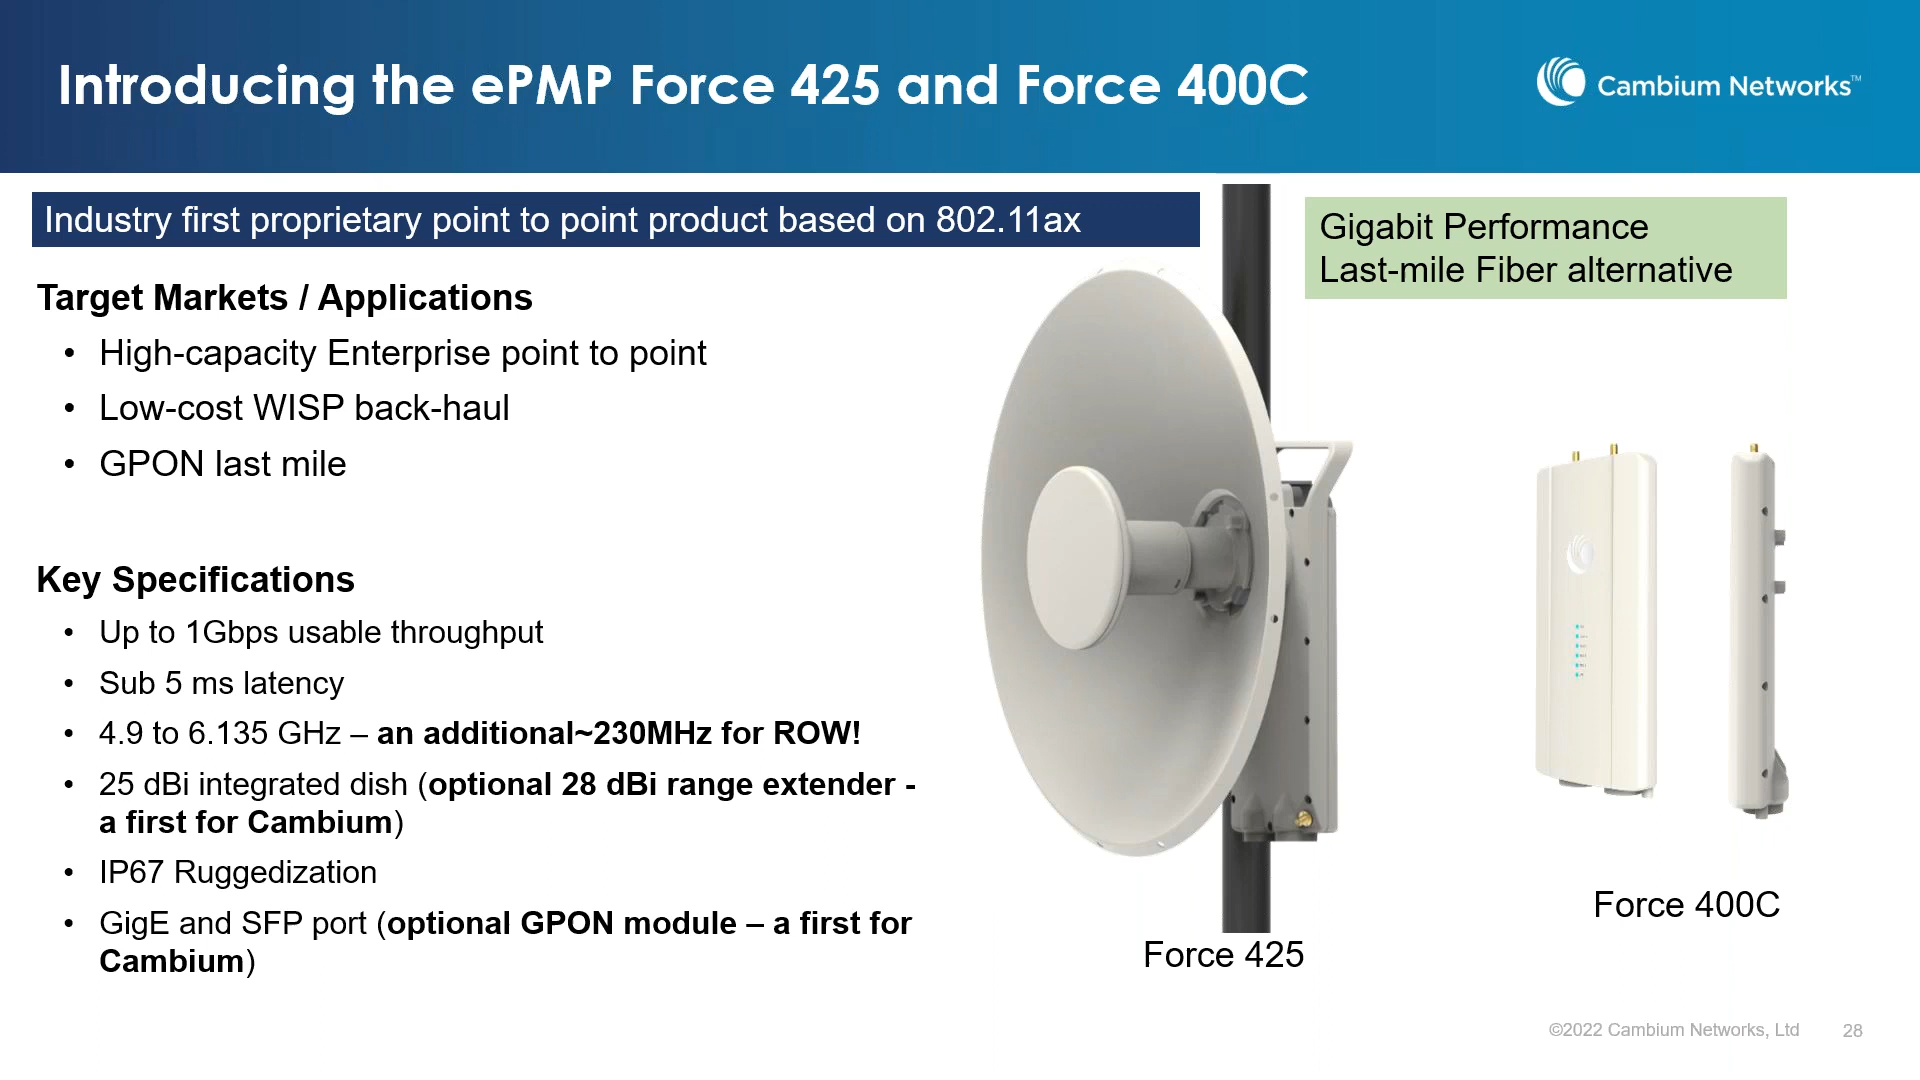 Introducing the ePMP Force 425 and Force 400C
Cambium Networks™
Industry first proprietary point to point product based on 802.11ax
Gigabit Performance
Last-mile Fiber alternative
Target Markets / Applications
• High-capacity Enterprise point to point
• Low-cost WISP back-haul
• GPON last mile
Key Specifications
• Up to 1Gbps usable throughput
• Sub 5 ms latency
• 4.9 to 6.135 GHz – an additional~230MHz for ROW!
• 25 dBi integrated dish (optional 28 dBi range extender -
a first for Cambium)
• IP67 Ruggedization
• GigE and SFP port (optional GPON module – a first for
Cambium)
Force 425
Force 400C
©2022 Cambium Networks, Ltd
28